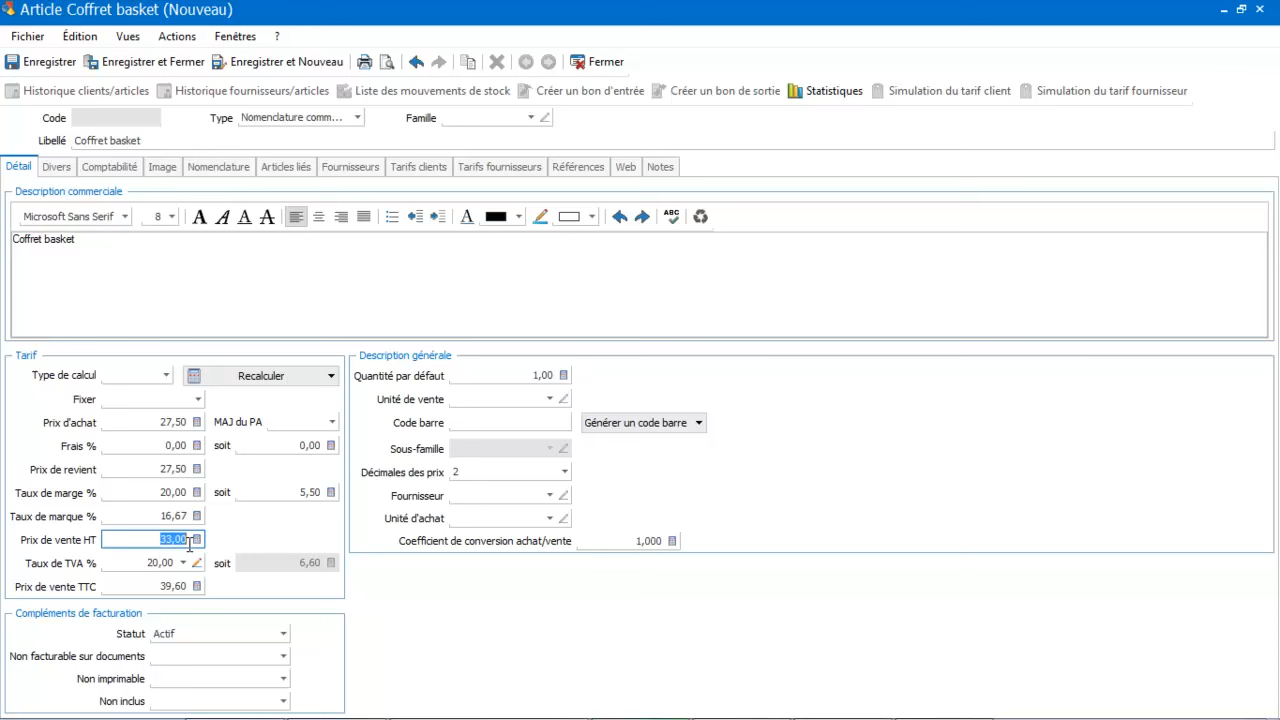 Article Coffret basket (Nouveau)
Fichier Édition Vues Actions Fenêtres ?
Enregistrer Enregistrer et Fermer Enregistrer et Nouveau Fermer
Historique clients/articles Historique fournisseurs/articles Liste des mouvements de stock Créer un bon d'entrée Créer un bon de sortie Statistiques Simulation du tarif client Simulation du tarif fournisseur
Code Type Nomenclature comm... Famille
Libellé Coffret basket
Détail Divers Comptabilité Image Nomenclature Articles liés Fournisseurs Tarifs clients Tarifs fournisseurs Références Web Notes
Description commerciale
Microsoft Sans Serif 8 A A A A A ABC
Coffret basket
Tarif
Type de calcul Recalculer
Fixer
Prix d'achat 27,50 MAJ du PA
Frais % 0,00 soit 0,00
Prix de revient 27,50
Taux de marge % 20,00 soit 5,50
Taux de marque % 16,67
Prix de vente HT 33,00
Taux de TVA % 20,00 soit 6,60
Prix de vente TTC 39,60
Description générale
Quantité par défaut 1,00
Unité de vente
Code barre Générer un code barre
Sous-famille
Décimales des prix 2
Fournisseur
Unité d'achat
Coefficient de conversion achat/vente 1,000
Compléments de facturation
Statut Actif
Non facturable sur documents
Non imprimable
Non inclus